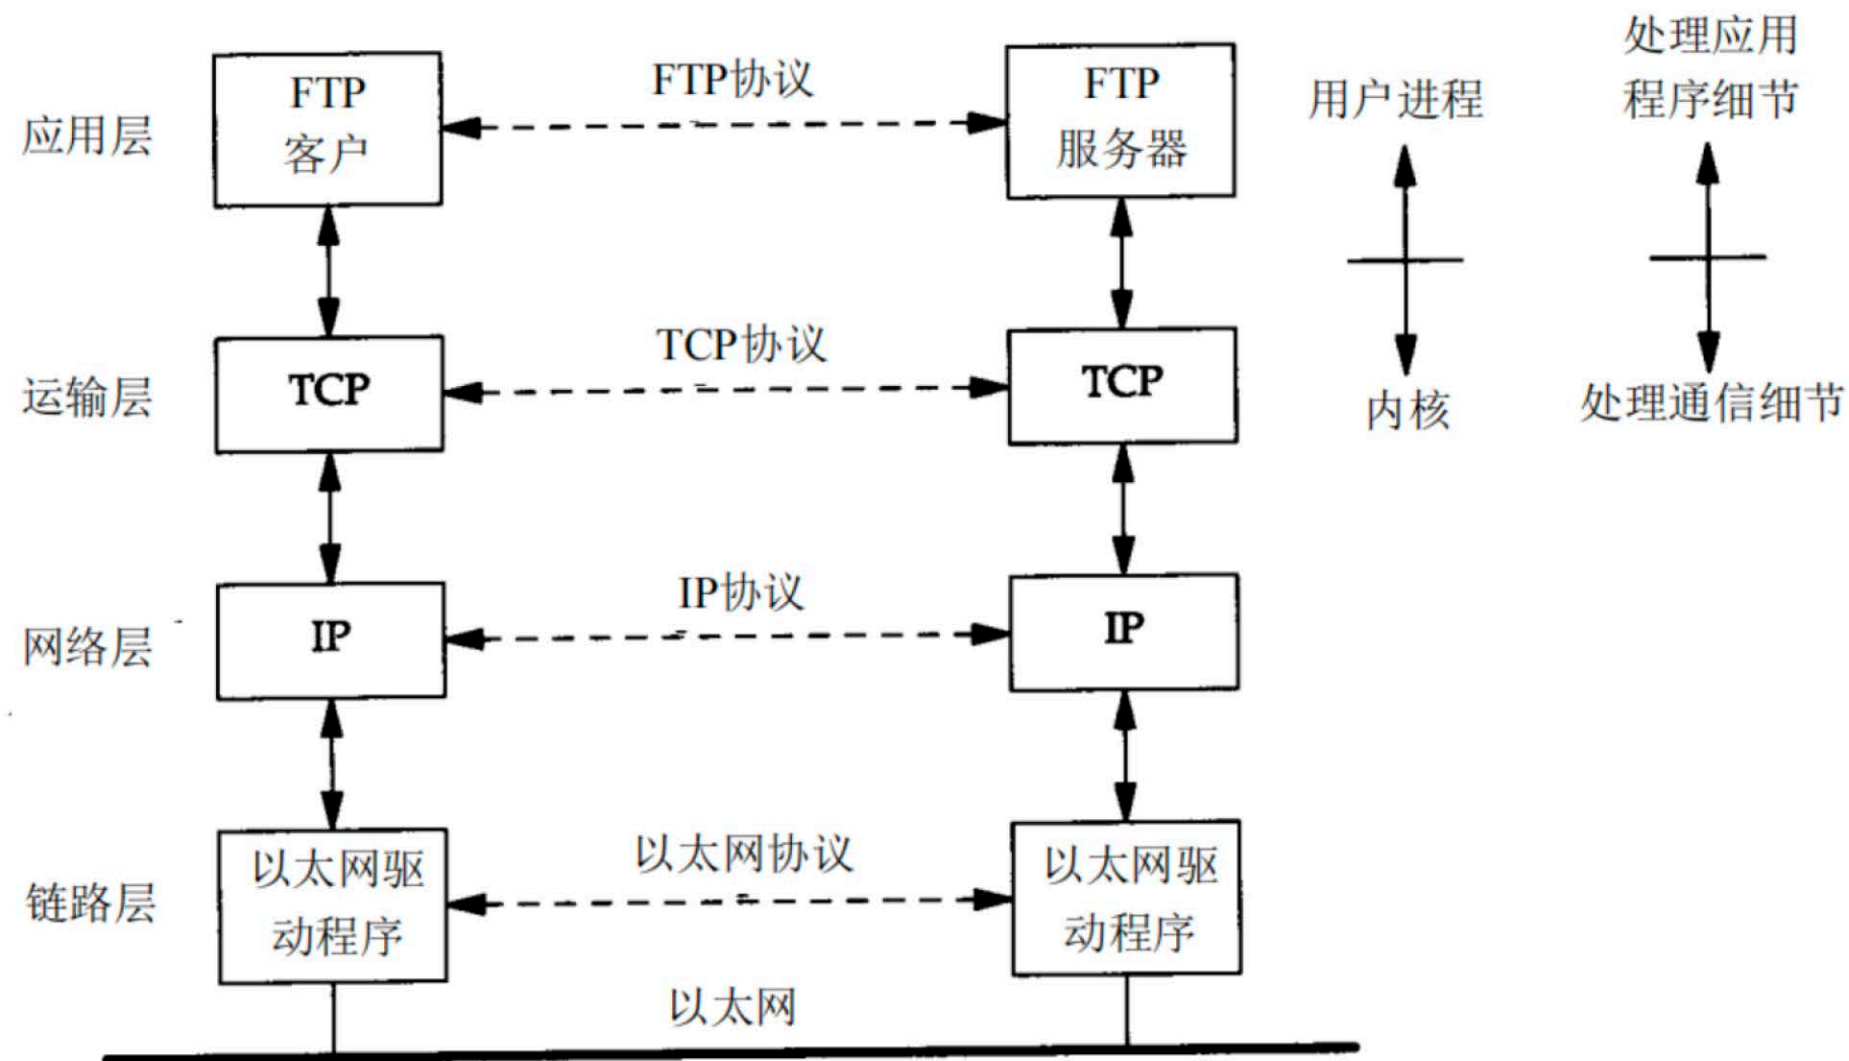 处理应用
程序细节
用户进程
FTP协议
FTP
客户
FTP
服务器
应用层
TCP协议
运输层
TCP
TCP
内核
处理通信细节
IP协议
网络层
IP
IP
以太网协议
链路层
以太网驱
动程序
以太网驱
动程序
以太网